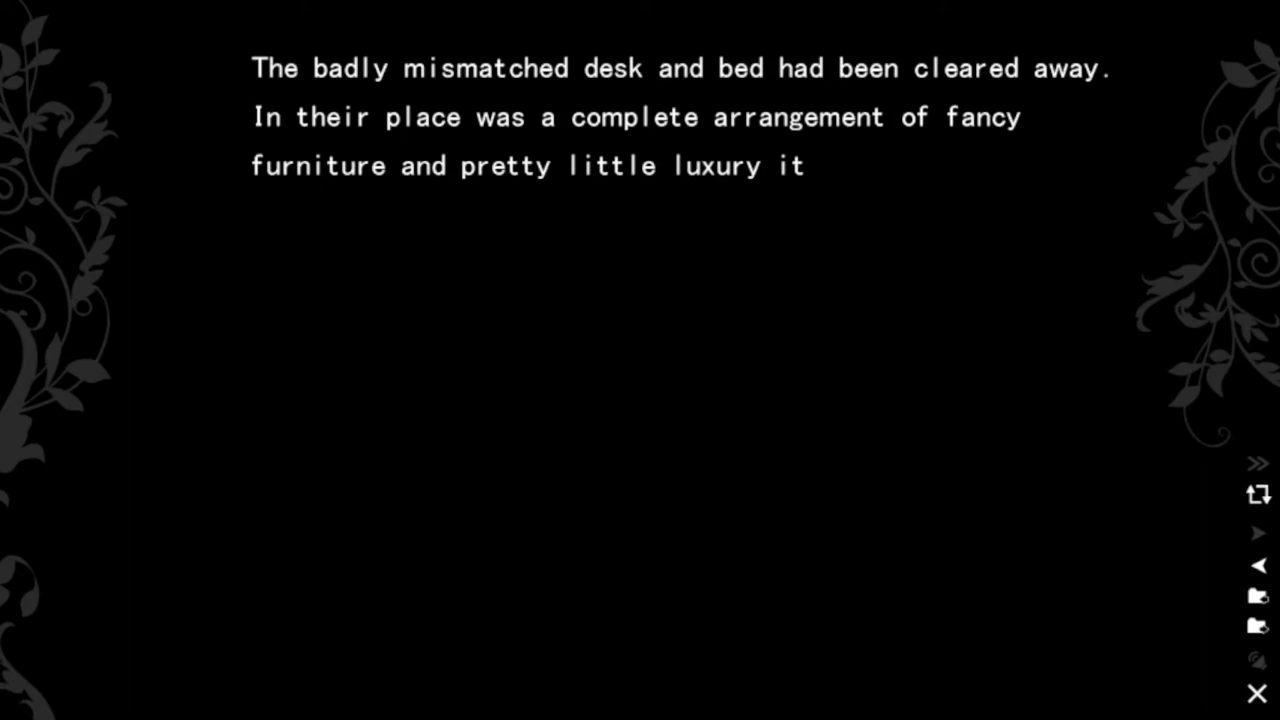 The badly mismatched desk and bed had been cleared away.
In their place was a complete arrangement of fancy
furniture and pretty little luxury it